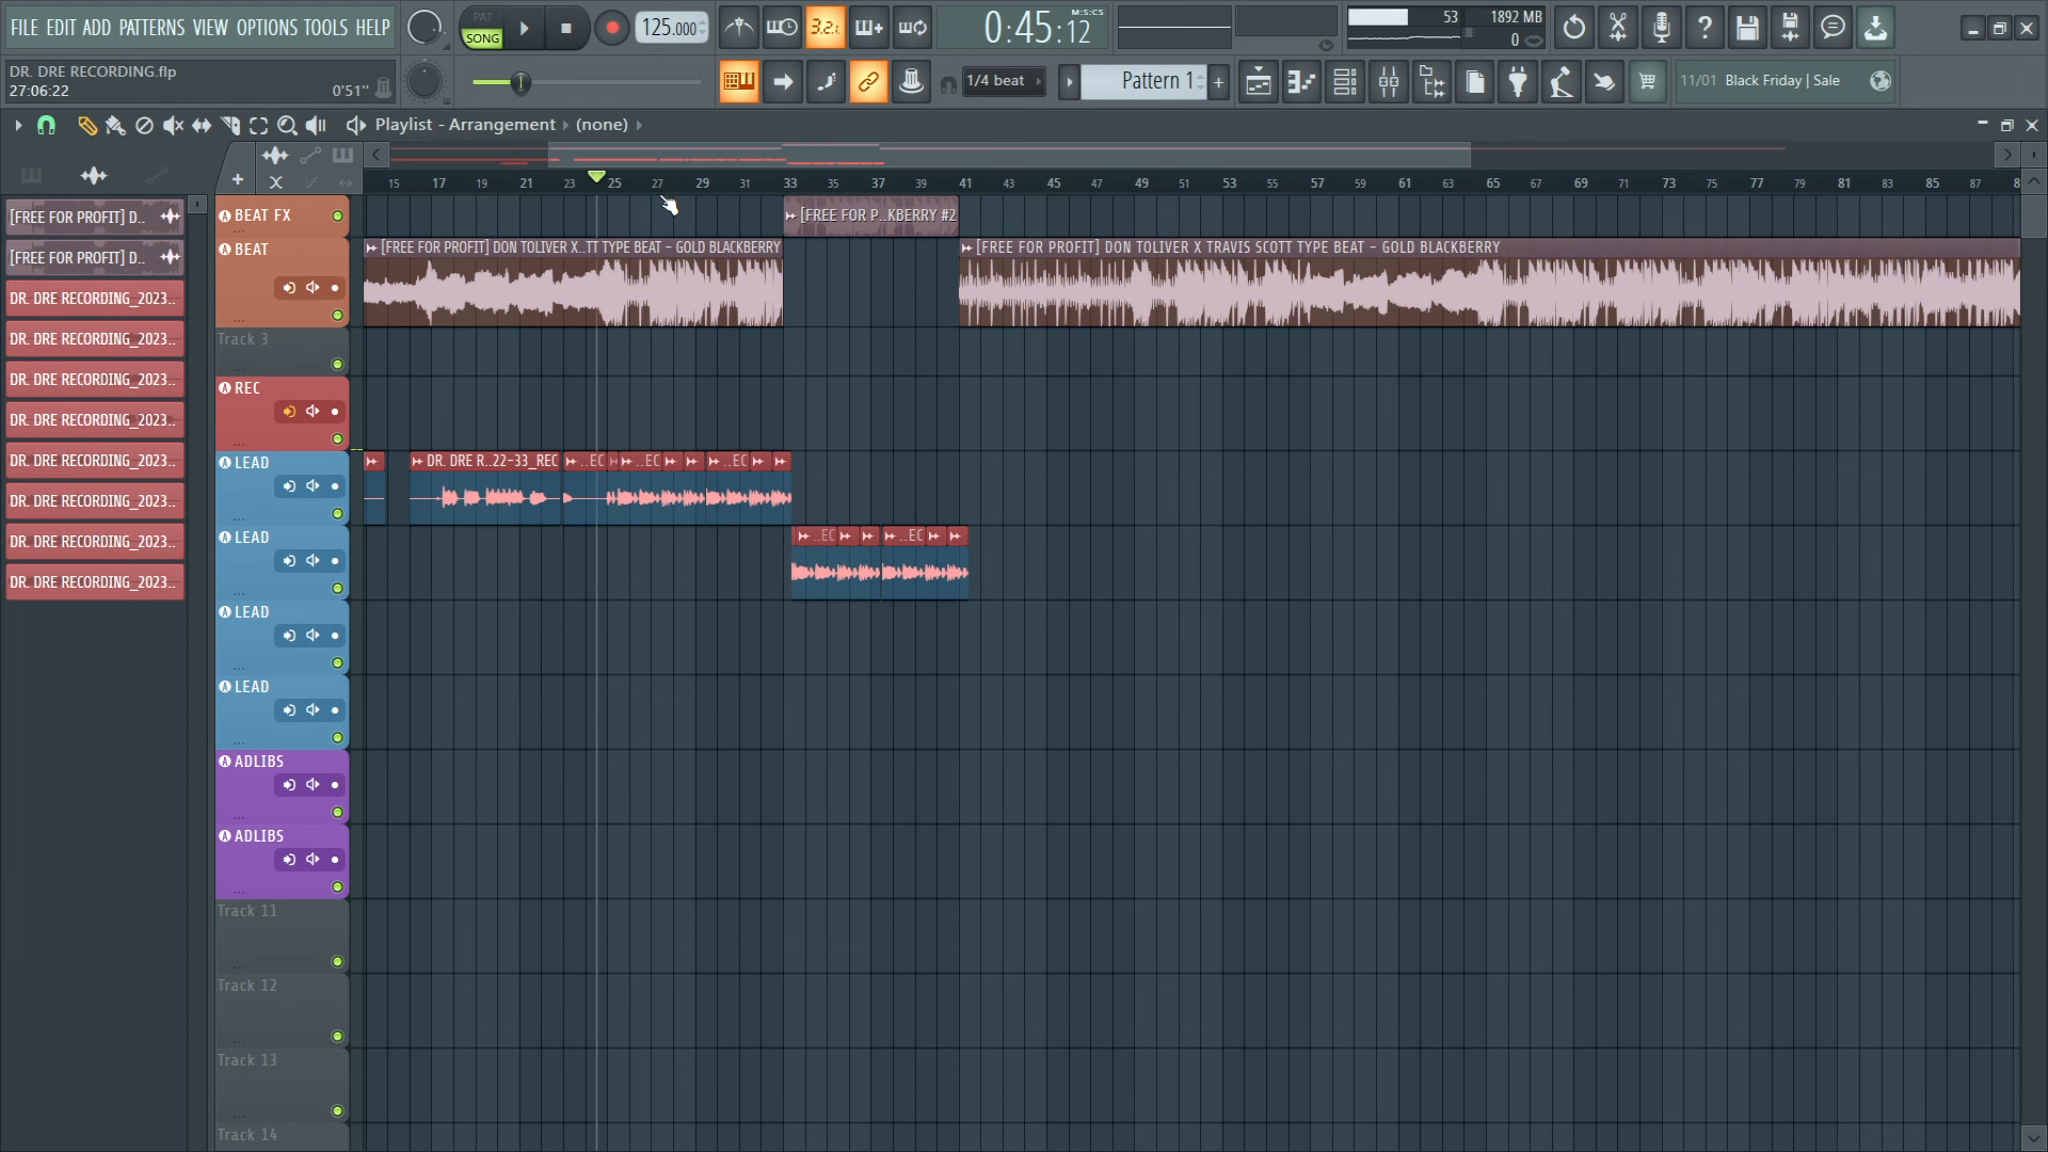 FILE EDIT ADD PATTERNS VIEW OPTIONS TOOLS HELP
PAT
SONG
125.000
3.2.
0:45:12
M:S:CS
53
1892 MB
0
DR. DRE RECORDING.flp
27:06:22
0'51''
1/4 beat
Pattern 1
+
11/01 Black Friday | Sale
Playlist - Arrangement
(none)
15 17 19 21 23 25 27 29 31 33 35 37 39 41 43 45 47 49 51 53 55 57 59 61 63 65 67 69 71 73 75 77 79 81 83 85 87 8
[FREE FOR PROFIT] D..
[FREE FOR PROFIT] D..
DR. DRE RECORDING_2023..
DR. DRE RECORDING_2023..
DR. DRE RECORDING_2023..
DR. DRE RECORDING_2023..
DR. DRE RECORDING_2023..
DR. DRE RECORDING_2023..
DR. DRE RECORDING_2023..
DR. DRE RECORDING_2023..
BEAT FX
[FREE FOR P..KBERRY #2
BEAT
[FREE FOR PROFIT] DON TOLIVER X..TT TYPE BEAT - GOLD BLACKBERRY
[FREE FOR PROFIT] DON TOLIVER X TRAVIS SCOTT TYPE BEAT - GOLD BLACKBERRY
Track 3
REC
LEAD
DR. DRE R..22-33_REC
..EC
..EC
..EC
LEAD
..EC
..EC
LEAD
LEAD
ADLIBS
ADLIBS
Track 11
Track 12
Track 13
Track 14